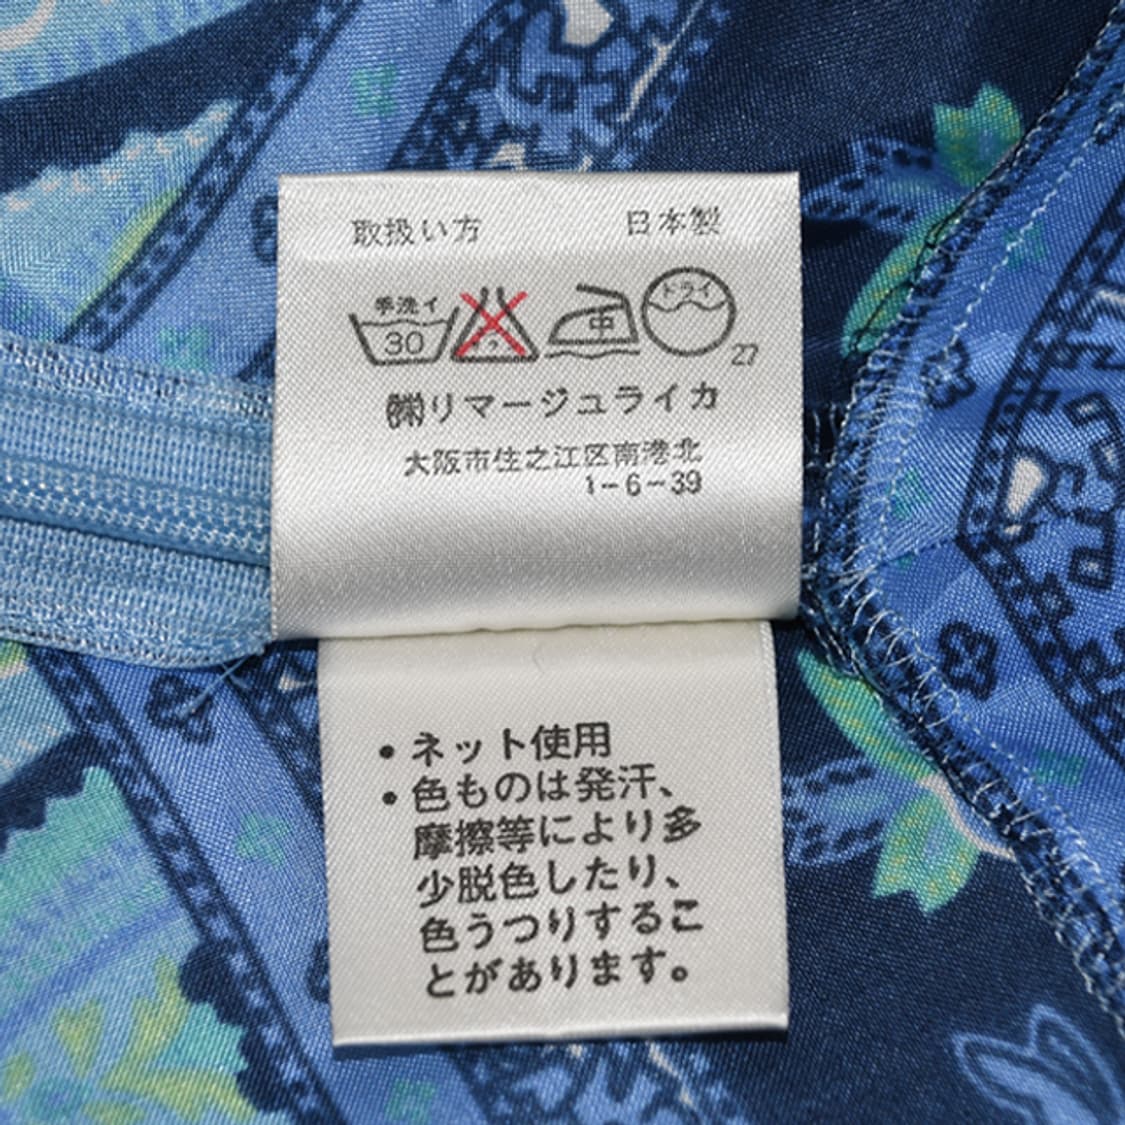 取扱い方 日本製
手洗イ
30
中
ドライ
27
㈱リマージュライカ
大阪市住之江区南港北
1-6-39
• ネット使用
• 色ものは発汗、
摩擦等により多
少脱色したり、
色うつりするこ
とがあります。